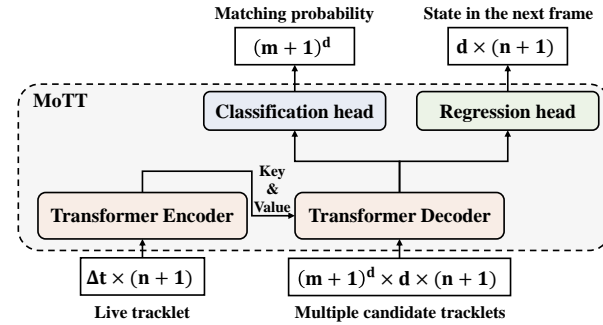 Matching probability
State in the next frame
(m + 1)^d
d × (n + 1)
MoTT
Classification head
Regression head
Key
&
Value
Transformer Encoder
Transformer Decoder
Δt × (n + 1)
(m + 1)^d × d × (n + 1)
Live tracklet
Multiple candidate tracklets